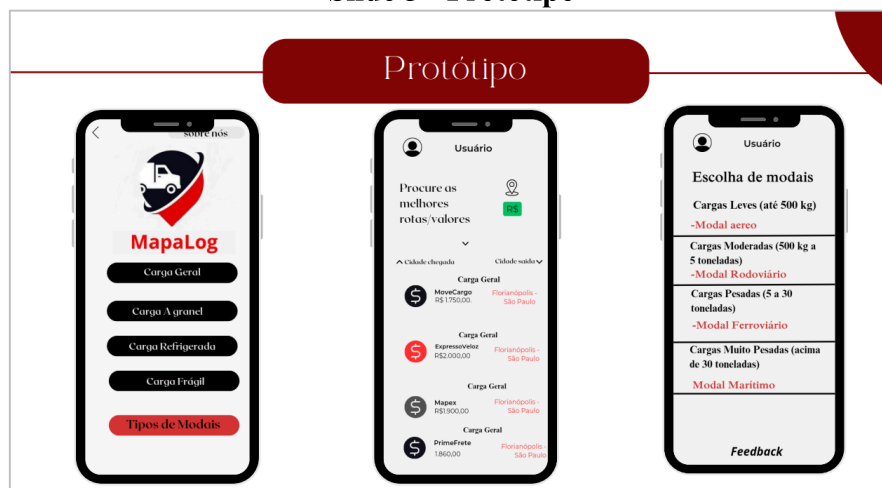 Protótipo
sobre nós
MapaLog
Carga Geral
Carga A granel
Carga Refrigerada
Carga Frágil
Tipos de Modais
Usuário
Procure as
melhores
rotas/valores
R$
Cidade chegada
Cidade saída
Carga Geral
MoveCargo
R$ 1.750,00.
Florianópolis -
São Paulo
Carga Geral
ExpressoVeloz
R$2.000,00
Florianópolis -
São Paulo
Carga Geral
Mapex
R$1.900,00
Florianópolis -
São Paulo
Carga Geral
PrimeFrete
1.860,00
Florianópolis -
São Paulo
Usuário
Escolha de modais
Cargas Leves (até 500 kg)
-Modal aereo
Cargas Moderadas (500 kg a
5 toneladas)
-Modal Rodoviário
Cargas Pesadas (5 a 30
toneladas)
-Modal Ferroviário
Cargas Muito Pesadas (acima
de 30 toneladas)
Modal Marítimo
Feedback